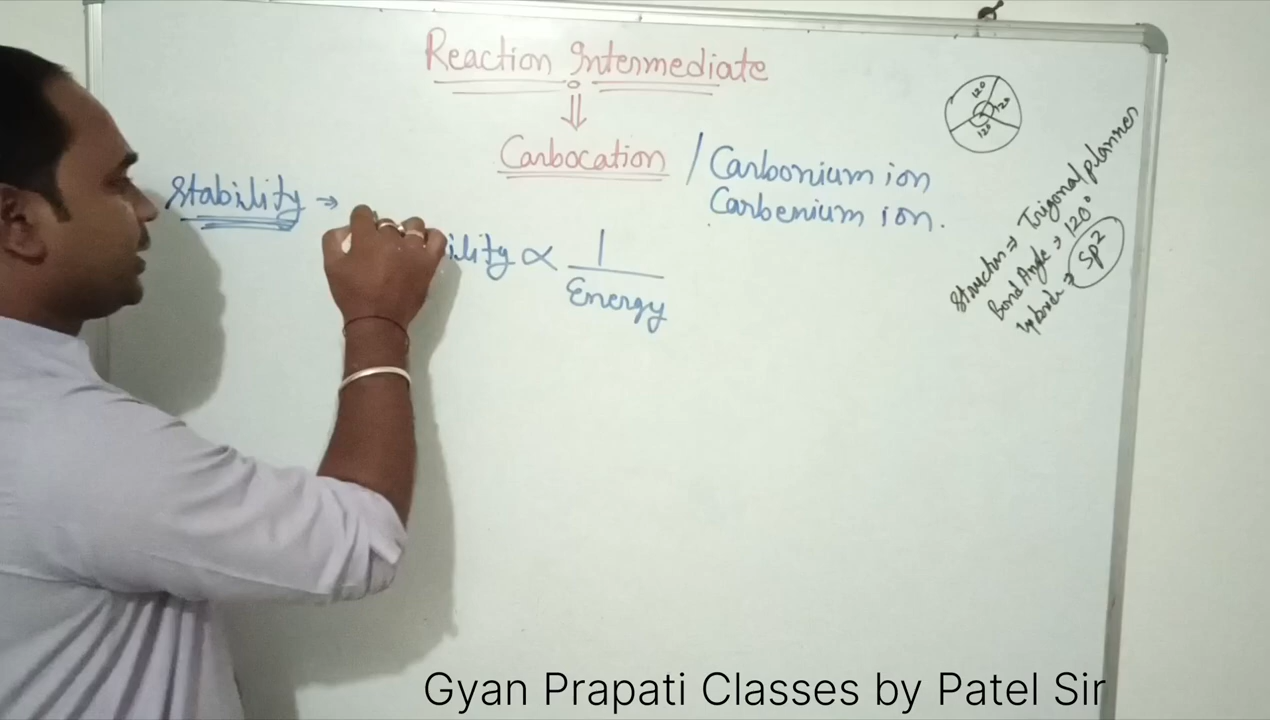 Reaction Intermediate
Carbocation / Carbonium ion
Carbenium ion.
Stability →
ility ∝ 1
Energy
120
120
120
Structure ⇒ Trigonal planner
Bond Angle → 120°
→ sp²
Gyan Prapati Classes by Patel Sir